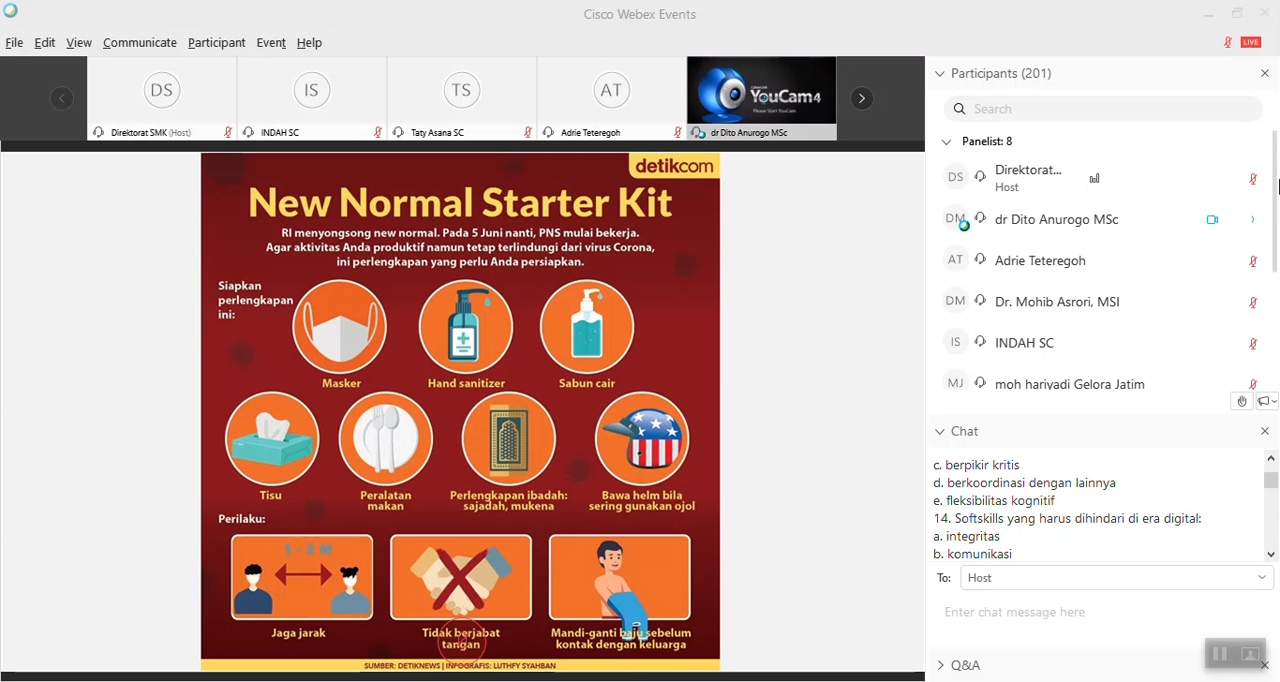 Cisco Webex Events
File Edit View Communicate Participant Event Help
LIVE
DS
IS
TS
AT
YouCam4
Please Start YouCam
Direktorat SMK (Host)
INDAH SC
Taty Asana SC
Adrie Teteregoh
dr Dito Anurogo MSc
detikcom
New Normal Starter Kit
RI menyongsong new normal. Pada 5 Juni nanti, PNS mulai bekerja.
Agar aktivitas Anda produktif namun tetap terlindungi dari virus Corona,
ini perlengkapan yang perlu Anda persiapkan.
Siapkan
perlengkapan
ini:
Masker
Hand sanitizer
Sabun cair
Tisu
Peralatan
makan
Perlengkapan ibadah:
sajadah, mukena
Bawa helm bila
sering gunakan ojol
Perilaku:
1 - 2 M
Jaga jarak
Tidak berjabat
tangan
Mandi-ganti baju sebelum
kontak dengan keluarga
SUMBER: DETIKNEWS | INFOGRAFIS: LUTHFY SYAHBAN
Participants (201)
Search
Panelist: 8
DS
Direktorat...
Host
DM
dr Dito Anurogo MSc
AT
Adrie Teteregoh
DM
Dr. Mohib Asrori, MSI
IS
INDAH SC
MJ
moh hariyadi Gelora Jatim
Chat
c. berpikir kritis
d. berkoordinasi dengan lainnya
e. fleksibilitas kognitif
14. Softskills yang harus dihindari di era digital:
a. integritas
b. komunikasi
To: Host
Enter chat message here
Q&A